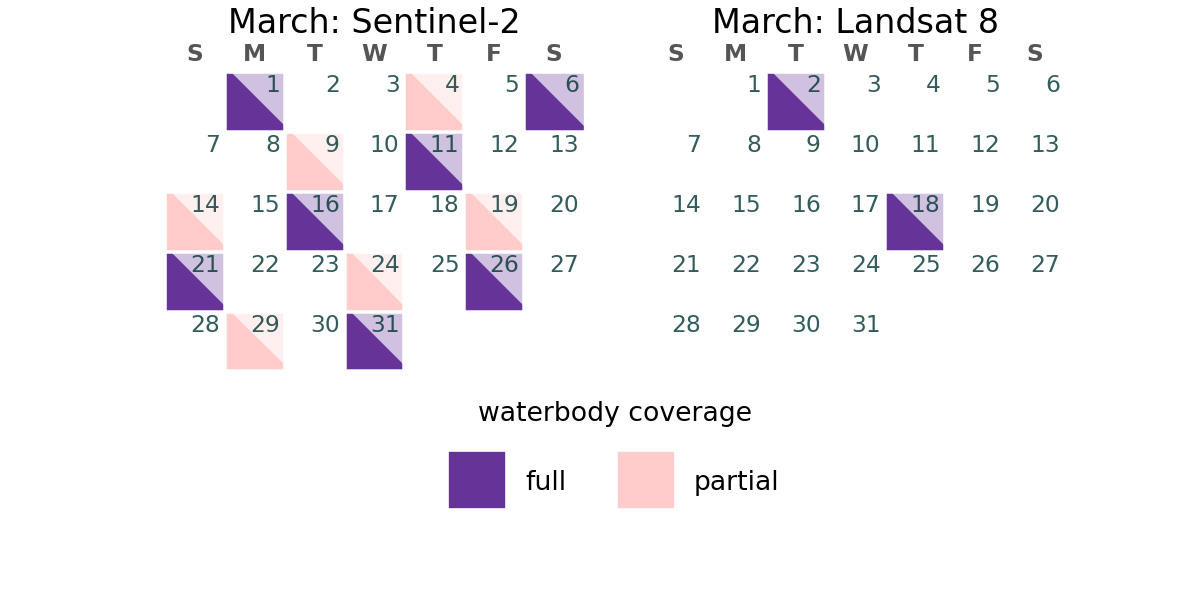 March: Sentinel-2
S M T W T F S
1 2 3 4 5 6
7 8 9 10 11 12 13
14 15 16 17 18 19 20
21 22 23 24 25 26 27
28 29 30 31
March: Landsat 8
S M T W T F S
1 2 3 4 5 6
7 8 9 10 11 12 13
14 15 16 17 18 19 20
21 22 23 24 25 26 27
28 29 30 31
waterbody coverage
full partial